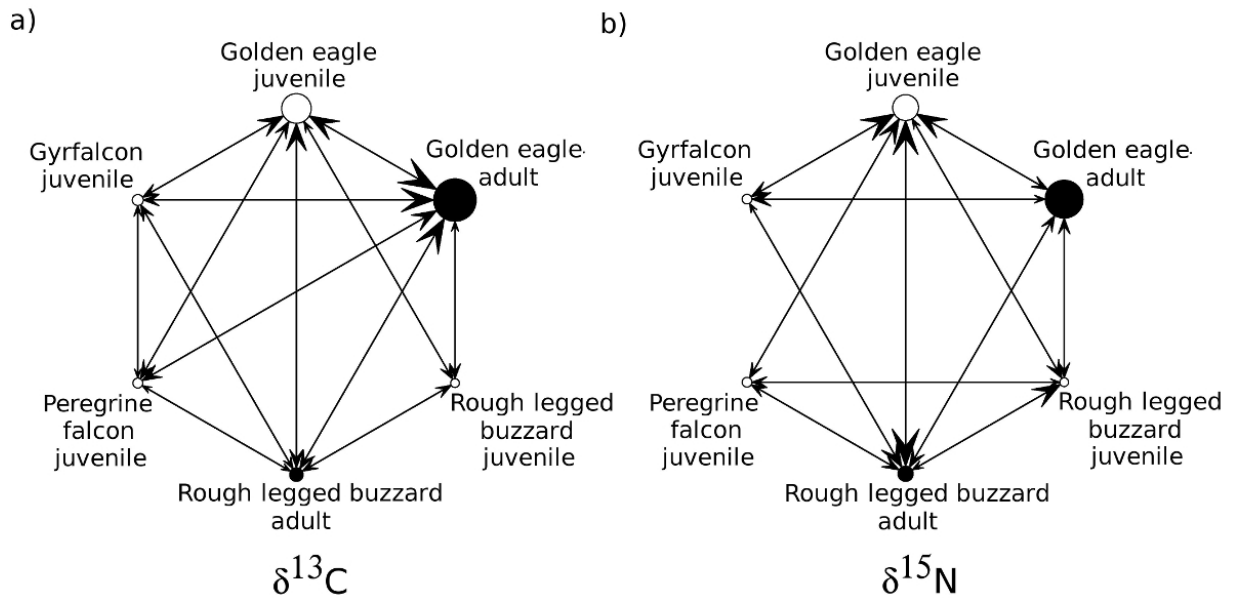 a)
Golden eagle
juvenile
Gyrfalcon
juvenile
Golden eagle
adult
Peregrine
falcon
juvenile
Rough legged
buzzard
juvenile
Rough legged buzzard
adult
δ13C
b)
Golden eagle
juvenile
Gyrfalcon
juvenile
Golden eagle
adult
Peregrine
falcon
juvenile
Rough legged
buzzard
juvenile
Rough legged buzzard
adult
δ15N